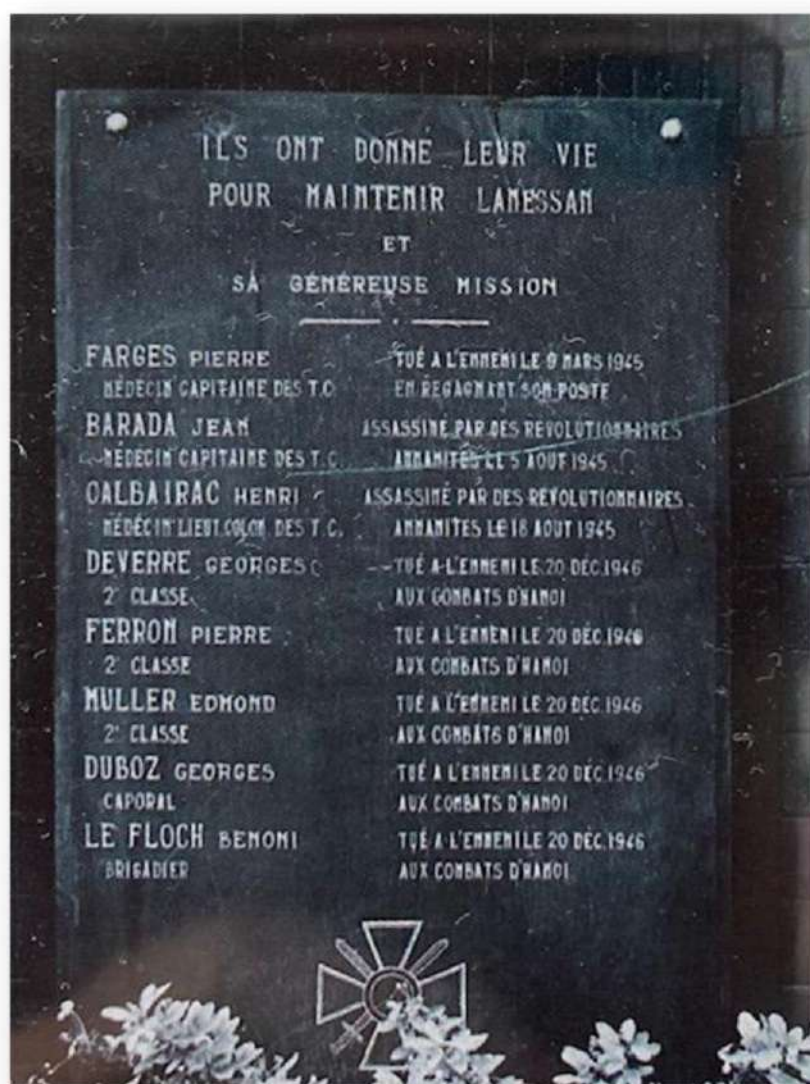 ILS ONT DONNÉ LEUR VIE
POUR MAINTENIR LANESSAN
ET
SA GÉNÉREUSE MISSION
FARGES PIERRE TUÉ A L'ENNEMI LE 9 MARS 1945
MÉDECIN CAPITAINE DES T.C. EN REGAGNANT SON POSTE
BARADA JEAN ASSASSINÉ PAR DES REVOLUTIONNAIRES
MÉDECIN CAPITAINE DES T.C. ANNAMITES LE 5 AOUT 1945
CALBAIRAC HENRI ASSASSINÉ PAR DES REVOLUTIONNAIRES
MÉDÉCIN LIEUT. COLON. DES T.C. ANNAMITES LE 18 AOUT 1945
DEVERRE GEORGES TUÉ A L'ENNEMI LE 20 DÉC. 1946
2e CLASSE AUX COMBATS D'HANOI
FERRON PIERRE TUÉ A L'ENNEMI LE 20 DÉC. 1946
2e CLASSE AUX COMBATS D'HANOI
MULLER EDMOND TUÉ A L'ENNEMI LE 20 DÉC. 1946
2e CLASSE AUX COMBATS D'HANOI
DUBOZ GEORGES TUÉ A L'ENNEMI LE 20 DÉC. 1946
CAPORAL AUX COMBATS D'HANOI
LE FLOCH BENONI TUÉ A L'ENNEMI LE 20 DÉC. 1946
BRIGADIER AUX COMBATS D'HANOI